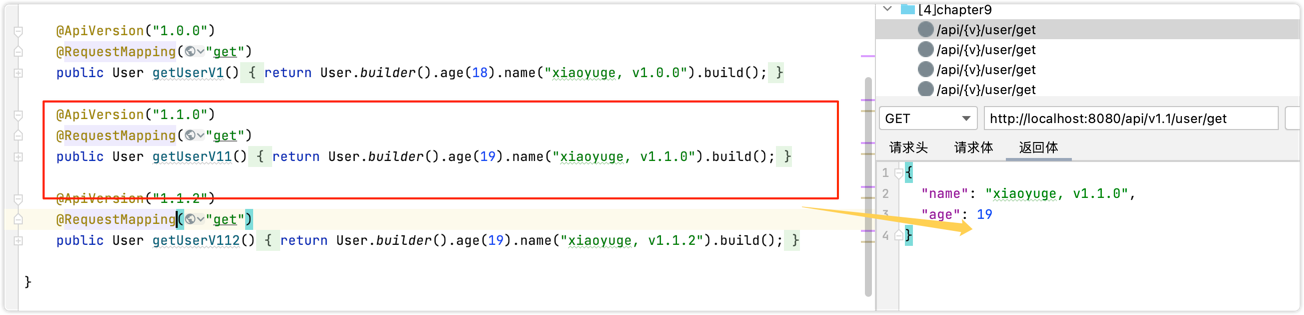 @ApiVersion("1.0.0")
@RequestMapping("get")
public User getUserV1() { return User.builder().age(18).name("xiaoyuge, v1.0.0").build(); }
@ApiVersion("1.1.0")
@RequestMapping("get")
public User getUserV11() { return User.builder().age(19).name("xiaoyuge, v1.1.0").build(); }
@ApiVersion("1.1.2")
@RequestMapping("get")
public User getUserV112() { return User.builder().age(19).name("xiaoyuge, v1.1.2").build(); }
}
[4]chapter9
/api/{v}/user/get
/api/{v}/user/get
/api/{v}/user/get
/api/{v}/user/get
GET http://localhost:8080/api/v1.1/user/get
请求头 请求体 返回体
1 {
2 "name": "xiaoyuge, v1.1.0",
3 "age": 19
4 }